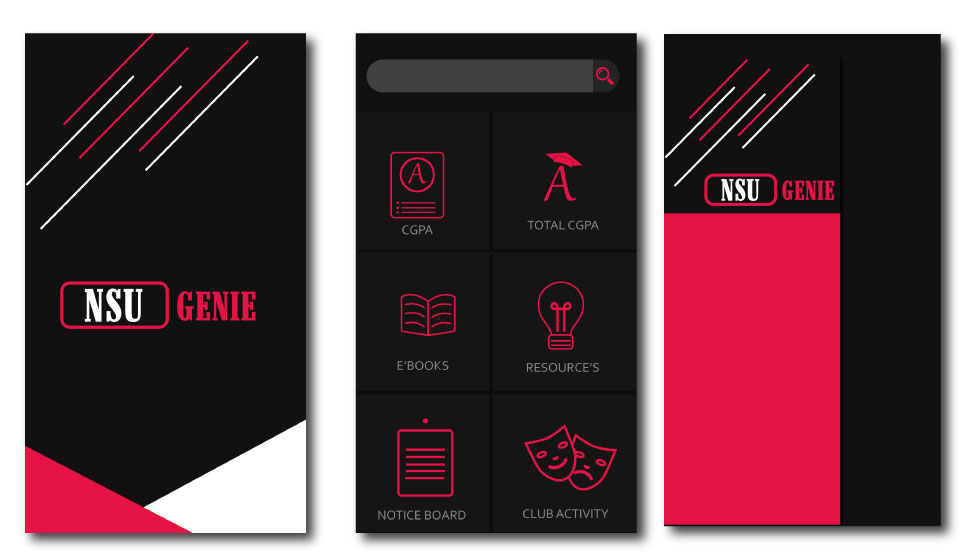 NSU GENIE
A
CGPA
A
TOTAL CGPA
E'BOOKS
RESOURCE'S
NOTICE BOARD
CLUB ACTIVITY
NSU GENIE